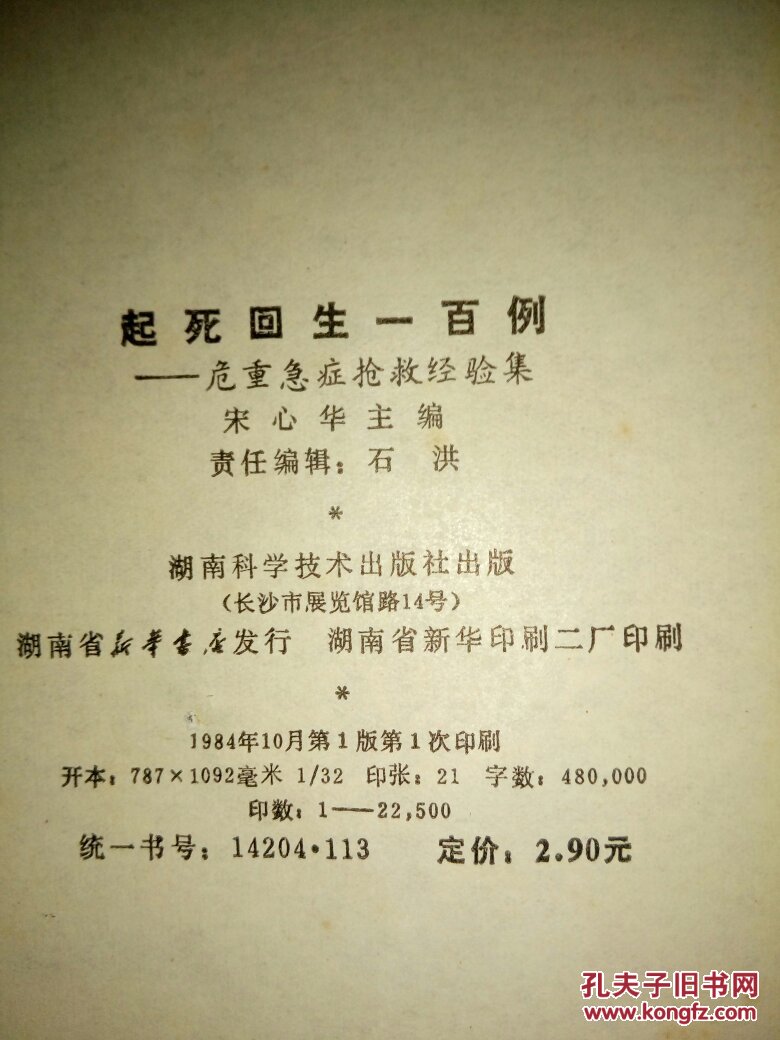 起死回生一百例
——危重急症抢救经验集
宋心华主编
责任编辑：石 洪
*
湖南科学技术出版社出版
（长沙市展览馆路14号）
湖南省新华书店发行 湖南省新华印刷二厂印刷
*
1984年10月第1版第1次印刷
开本：787×1092毫米 1/32 印张：21 字数：480,000
印数：1——22,500
统一书号：14204·113 定价：2.90元
孔夫子旧书网
www.kongfz.com